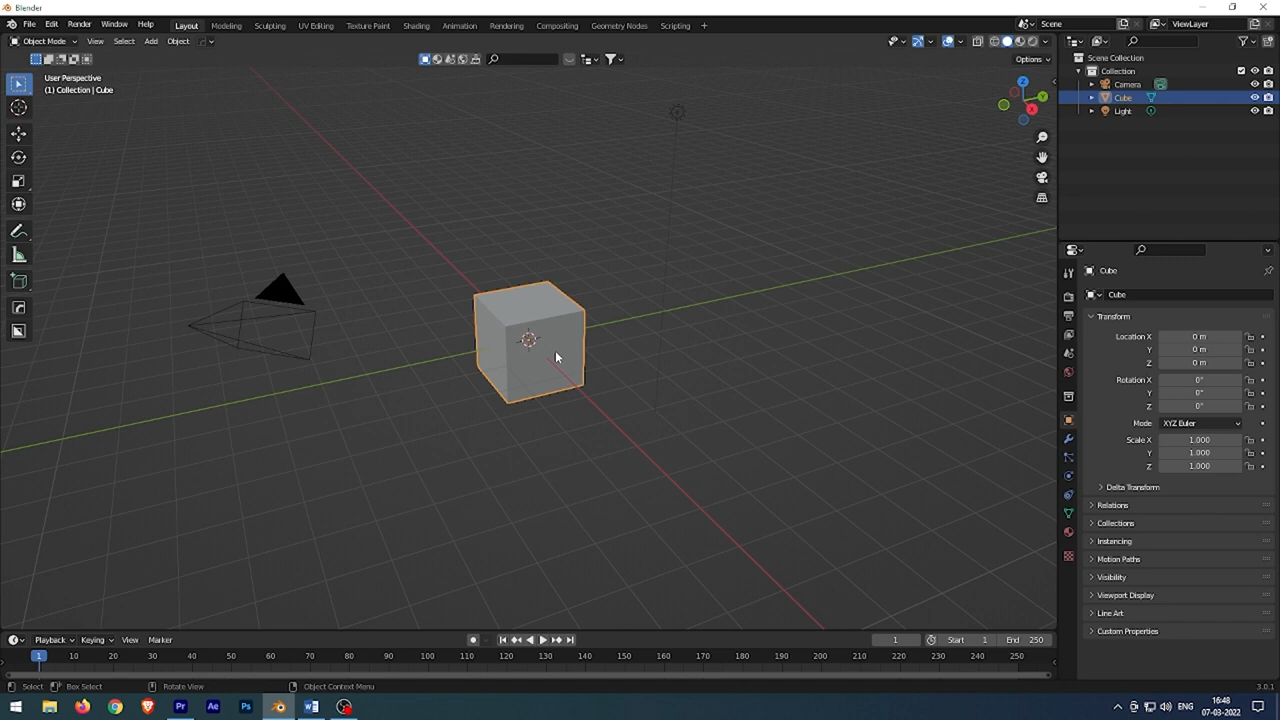 Blender
File Edit Render Window Help Layout Modeling Sculpting UV Editing Texture Paint Shading Animation Rendering Compositing Geometry Nodes Scripting + Scene ViewLayer
Object Mode View Select Add Object
Options
User Perspective
(1) Collection | Cube
Z
Y
X
Scene Collection
Collection
Camera
Cube
Light
Cube
Cube
Transform
Location X 0 m
Y 0 m
Z 0 m
Rotation X 0°
Y 0°
Z 0°
Mode XYZ Euler
Scale X 1.000
Y 1.000
Z 1.000
Delta Transform
Relations
Collections
Instancing
Motion Paths
Visibility
Viewport Display
Line Art
Custom Properties
Playback Keying View Marker 1 Start 1 End 250
1 10 20 30 40 50 60 70 80 90 100 110 120 130 140 150 160 170 180 190 200 210 220 230 240 250
Select Box Select Rotate View Object Context Menu 3.0.1
Pr Ae Ps ENG 16:48
07-03-2022